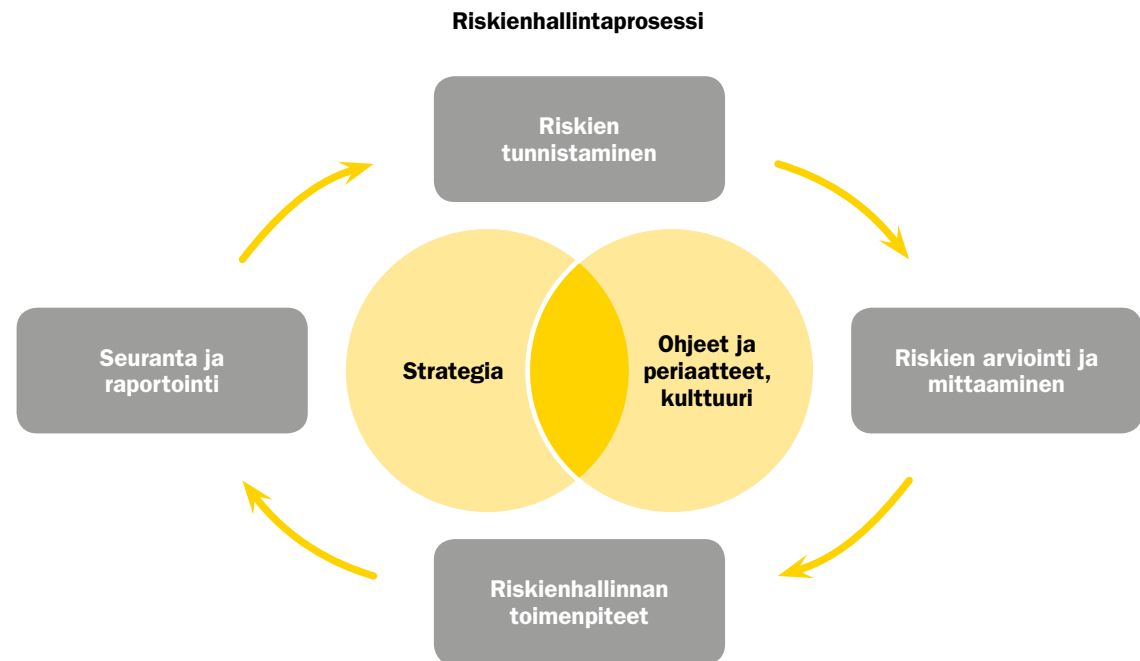 Riskienhallintaprosessi
Riskien
tunnistaminen
Seuranta ja
raportointi
Strategia
Ohjeet ja
periaatteet,
kulttuuri
Riskien arviointi ja
mittaaminen
Riskienhallinnan
toimenpiteet